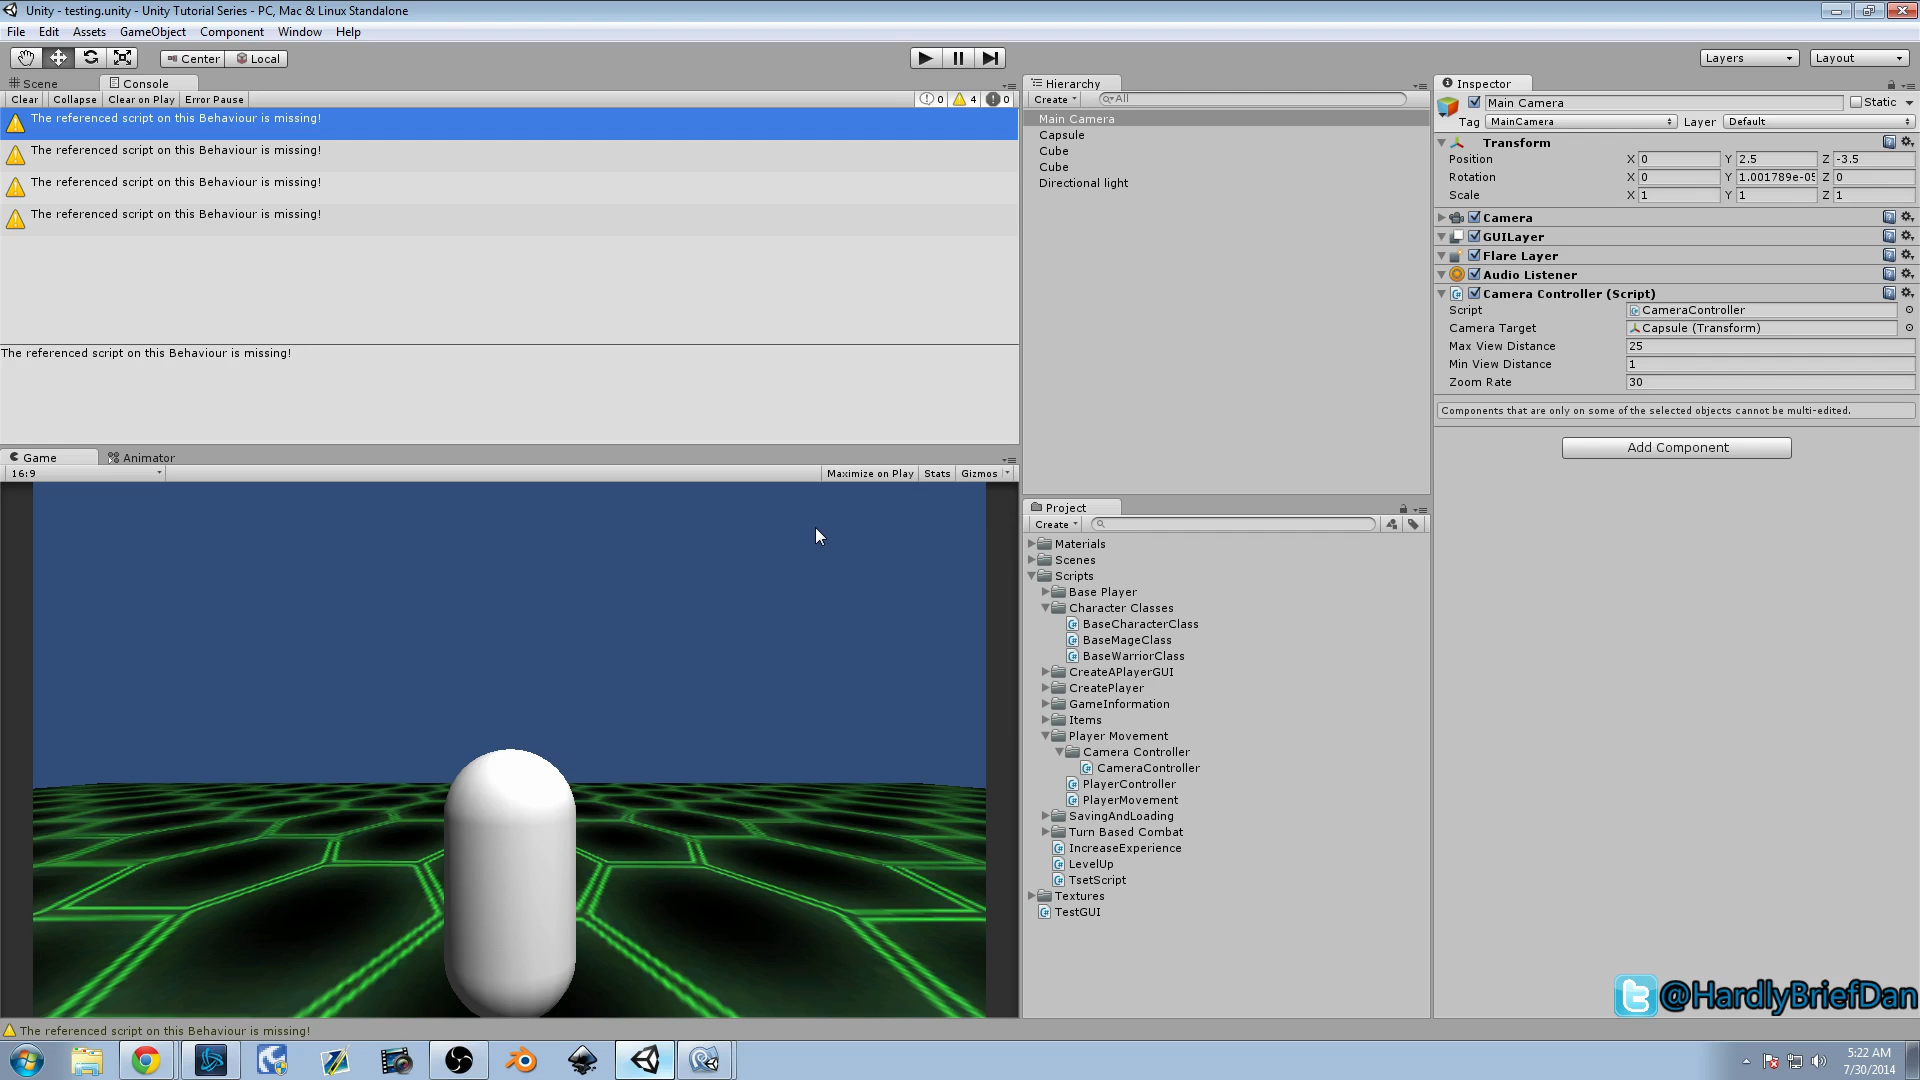 Unity - testing.unity - Unity Tutorial Series - PC, Mac & Linux Standalone
File Edit Assets GameObject Component Window Help
Center Local
Layers Layout
Scene Console
Clear Collapse Clear on Play Error Pause 0 4 0
The referenced script on this Behaviour is missing!
The referenced script on this Behaviour is missing!
The referenced script on this Behaviour is missing!
The referenced script on this Behaviour is missing!
The referenced script on this Behaviour is missing!
Game Animator
16:9 Maximize on Play Stats Gizmos
Hierarchy
Create All
Main Camera
Capsule
Cube
Cube
Directional light
Project
Create
Materials
Scenes
Scripts
Base Player
Character Classes
BaseCharacterClass
BaseMageClass
BaseWarriorClass
CreateAPlayerGUI
CreatePlayer
GameInformation
Items
Player Movement
Camera Controller
CameraController
PlayerController
PlayerMovement
SavingAndLoading
Turn Based Combat
IncreaseExperience
LevelUp
TsetScript
Textures
TestGUI
Inspector
Main Camera Static
Tag MainCamera Layer Default
Transform
Position X 0 Y 2.5 Z -3.5
Rotation X 0 Y 1.001789e-05 Z 0
Scale X 1 Y 1 Z 1
Camera
GUILayer
Flare Layer
Audio Listener
Camera Controller (Script)
Script CameraController
Camera Target Capsule (Transform)
Max View Distance 25
Min View Distance 1
Zoom Rate 30
Components that are only on some of the selected objects cannot be multi-edited.
Add Component
@HardlyBriefDan
The referenced script on this Behaviour is missing!
5:22 AM
7/30/2014